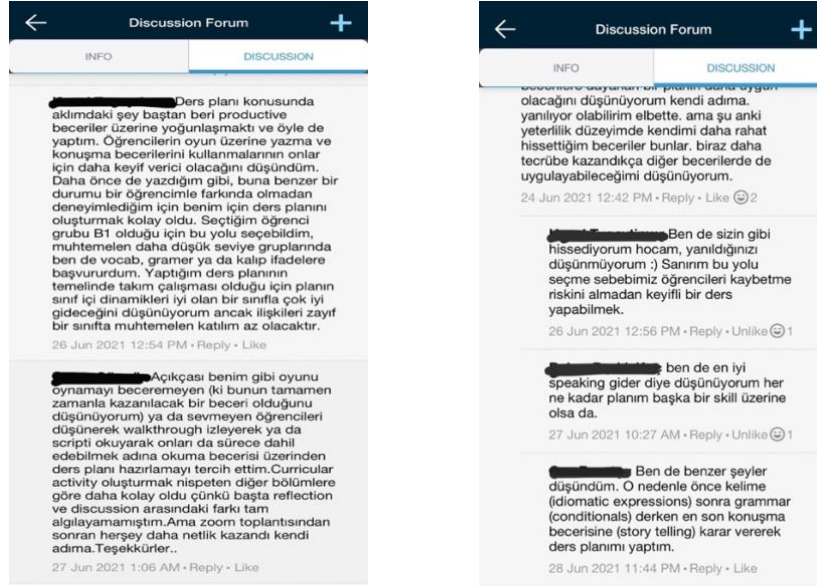 Discussion Forum
INFO
DISCUSSION
Ders planı konusunda
aklımdaki şey baştan beri productive
beceriler üzerine yoğunlaşmaktı ve öyle de
yaptım. Öğrencilerin oyun üzerine yazma ve
konuşma becerilerini kullanmalarının onlar
için daha keyif verici olacağını düşündüm.
Daha önce de yazdığım gibi, buna benzer bir
durumu bir öğrencimle farkında olmadan
deneyimlediğim için benim için ders planını
oluşturmak kolay oldu. Seçtiğim öğrenci
grubu B1 olduğu için bu yolu seçebildim,
muhtemelen daha düşük seviye gruplarında
ben de vocab, gramer ya da kalıp ifadelere
başvururdum. Yaptığım ders planının
temelinde takım çalışması olduğu için planın
sınıf içi dinamikleri iyi olan bir sınıfla çok iyi
gideceğini düşünüyorum ancak ilişkileri zayıf
bir sınıfta muhtemelen katılım az olacaktır.
26 Jun 2021 12:54 PM • Reply • Like
Açıkçası benim gibi oyunu
oynamayı beceremeyen (ki bunun tamamen
zamanla kazanılacak bir beceri olduğunu
düşünüyorum) ya da sevmeyen öğrencileri
düşünerek walkthrough izleyerek ya da
scripti okuyarak onları da sürece dahil
edebilmek adına okuma becerisi üzerinden
ders planı hazırlamayı tercih ettim.Curricular
activity oluşturmak nispeten diğer bölümlere
göre daha kolay oldu çünkü başta reflection
ve discussion arasındaki farkı tam
algılayamamıştım.Ama zoom toplantısından
sonran herşey daha netlik kazandı kendi
adıma.Teşekkürler..
27 Jun 2021 1:06 AM • Reply • Like
Discussion Forum
INFO
DISCUSSION
olacağını düşünüyorum kendi adıma.
yanılıyor olabilirim elbette. ama şu anki
yeterlilik düzeyimde kendimi daha rahat
hissettiğim beceriler bunlar. biraz daha
tecrübe kazandıkça diğer becerilerde de
uygulayabileceğimi düşünüyorum.
24 Jun 2021 12:42 PM • Reply • Like 2
Ben de sizin gibi
hissediyorum hocam, yanıldığınızı
düşünmüyorum :) Sanırım bu yolu
seçme sebebimiz öğrencileri kaybetme
riskini almadan keyifli bir ders
yapabilmek.
26 Jun 2021 12:56 PM • Reply • Unlike 1
ben de en iyi
speaking gider diye düşünüyorum her
ne kadar planım başka bir skill üzerine
olsa da.
27 Jun 2021 10:27 AM • Reply • Unlike 1
Ben de benzer şeyler
düşündüm. O nedenle önce kelime
(idiomatic expressions) sonra grammar
(conditionals) derken en son konuşma
becerisine (story telling) karar vererek
ders planımı yaptım.
28 Jun 2021 11:44 PM • Reply • Like